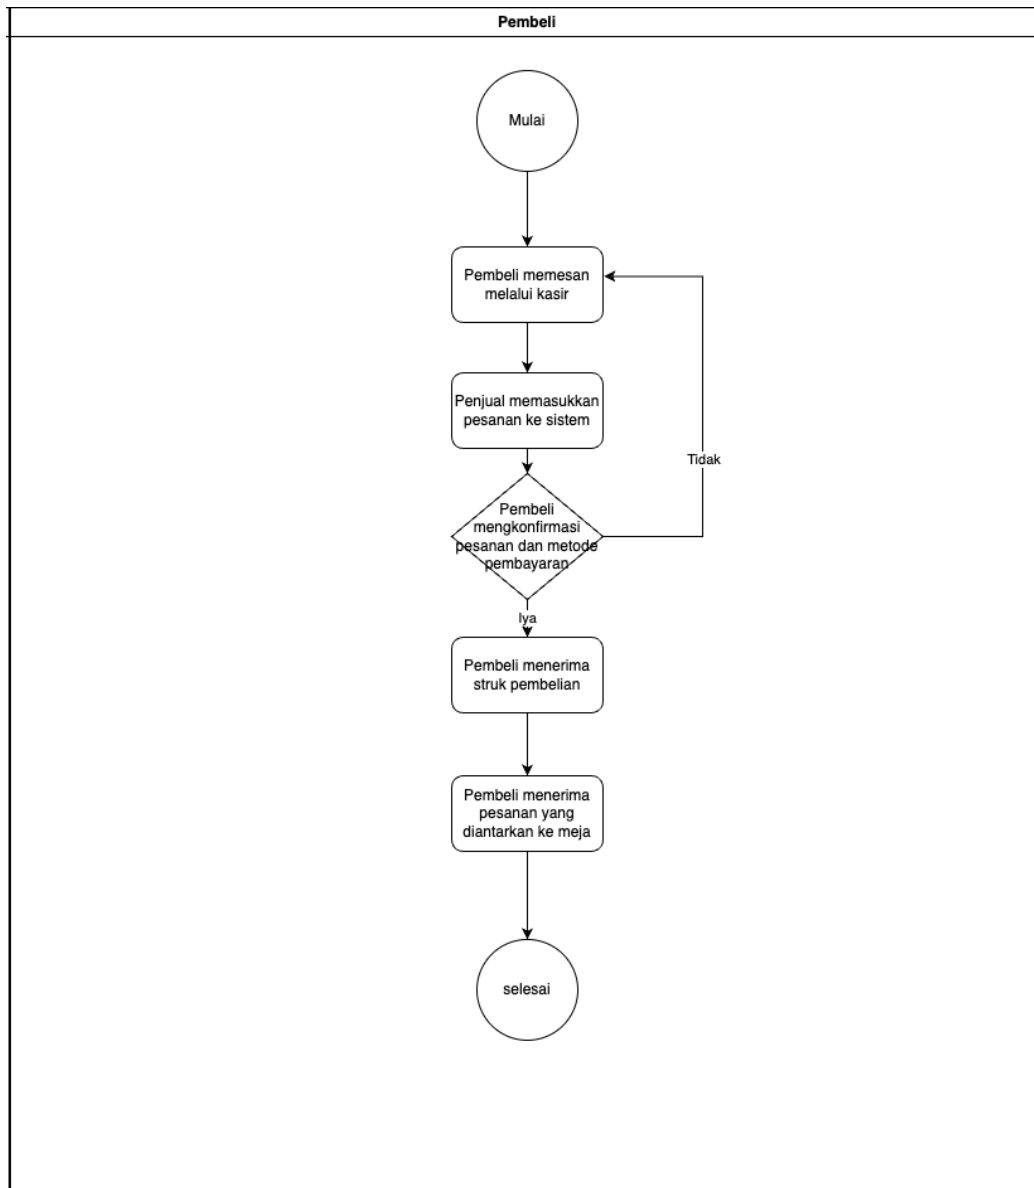 Pembeli
Mulai
Pembeli memesan
melalui kasir
Penjual memasukkan
pesanan ke sistem
Tidak
Pembeli
mengkonfirmasi
pesanan dan metode
pembayaran
Iya
Pembeli menerima
struk pembelian
Pembeli menerima
pesanan yang
diantarkan ke meja
selesai